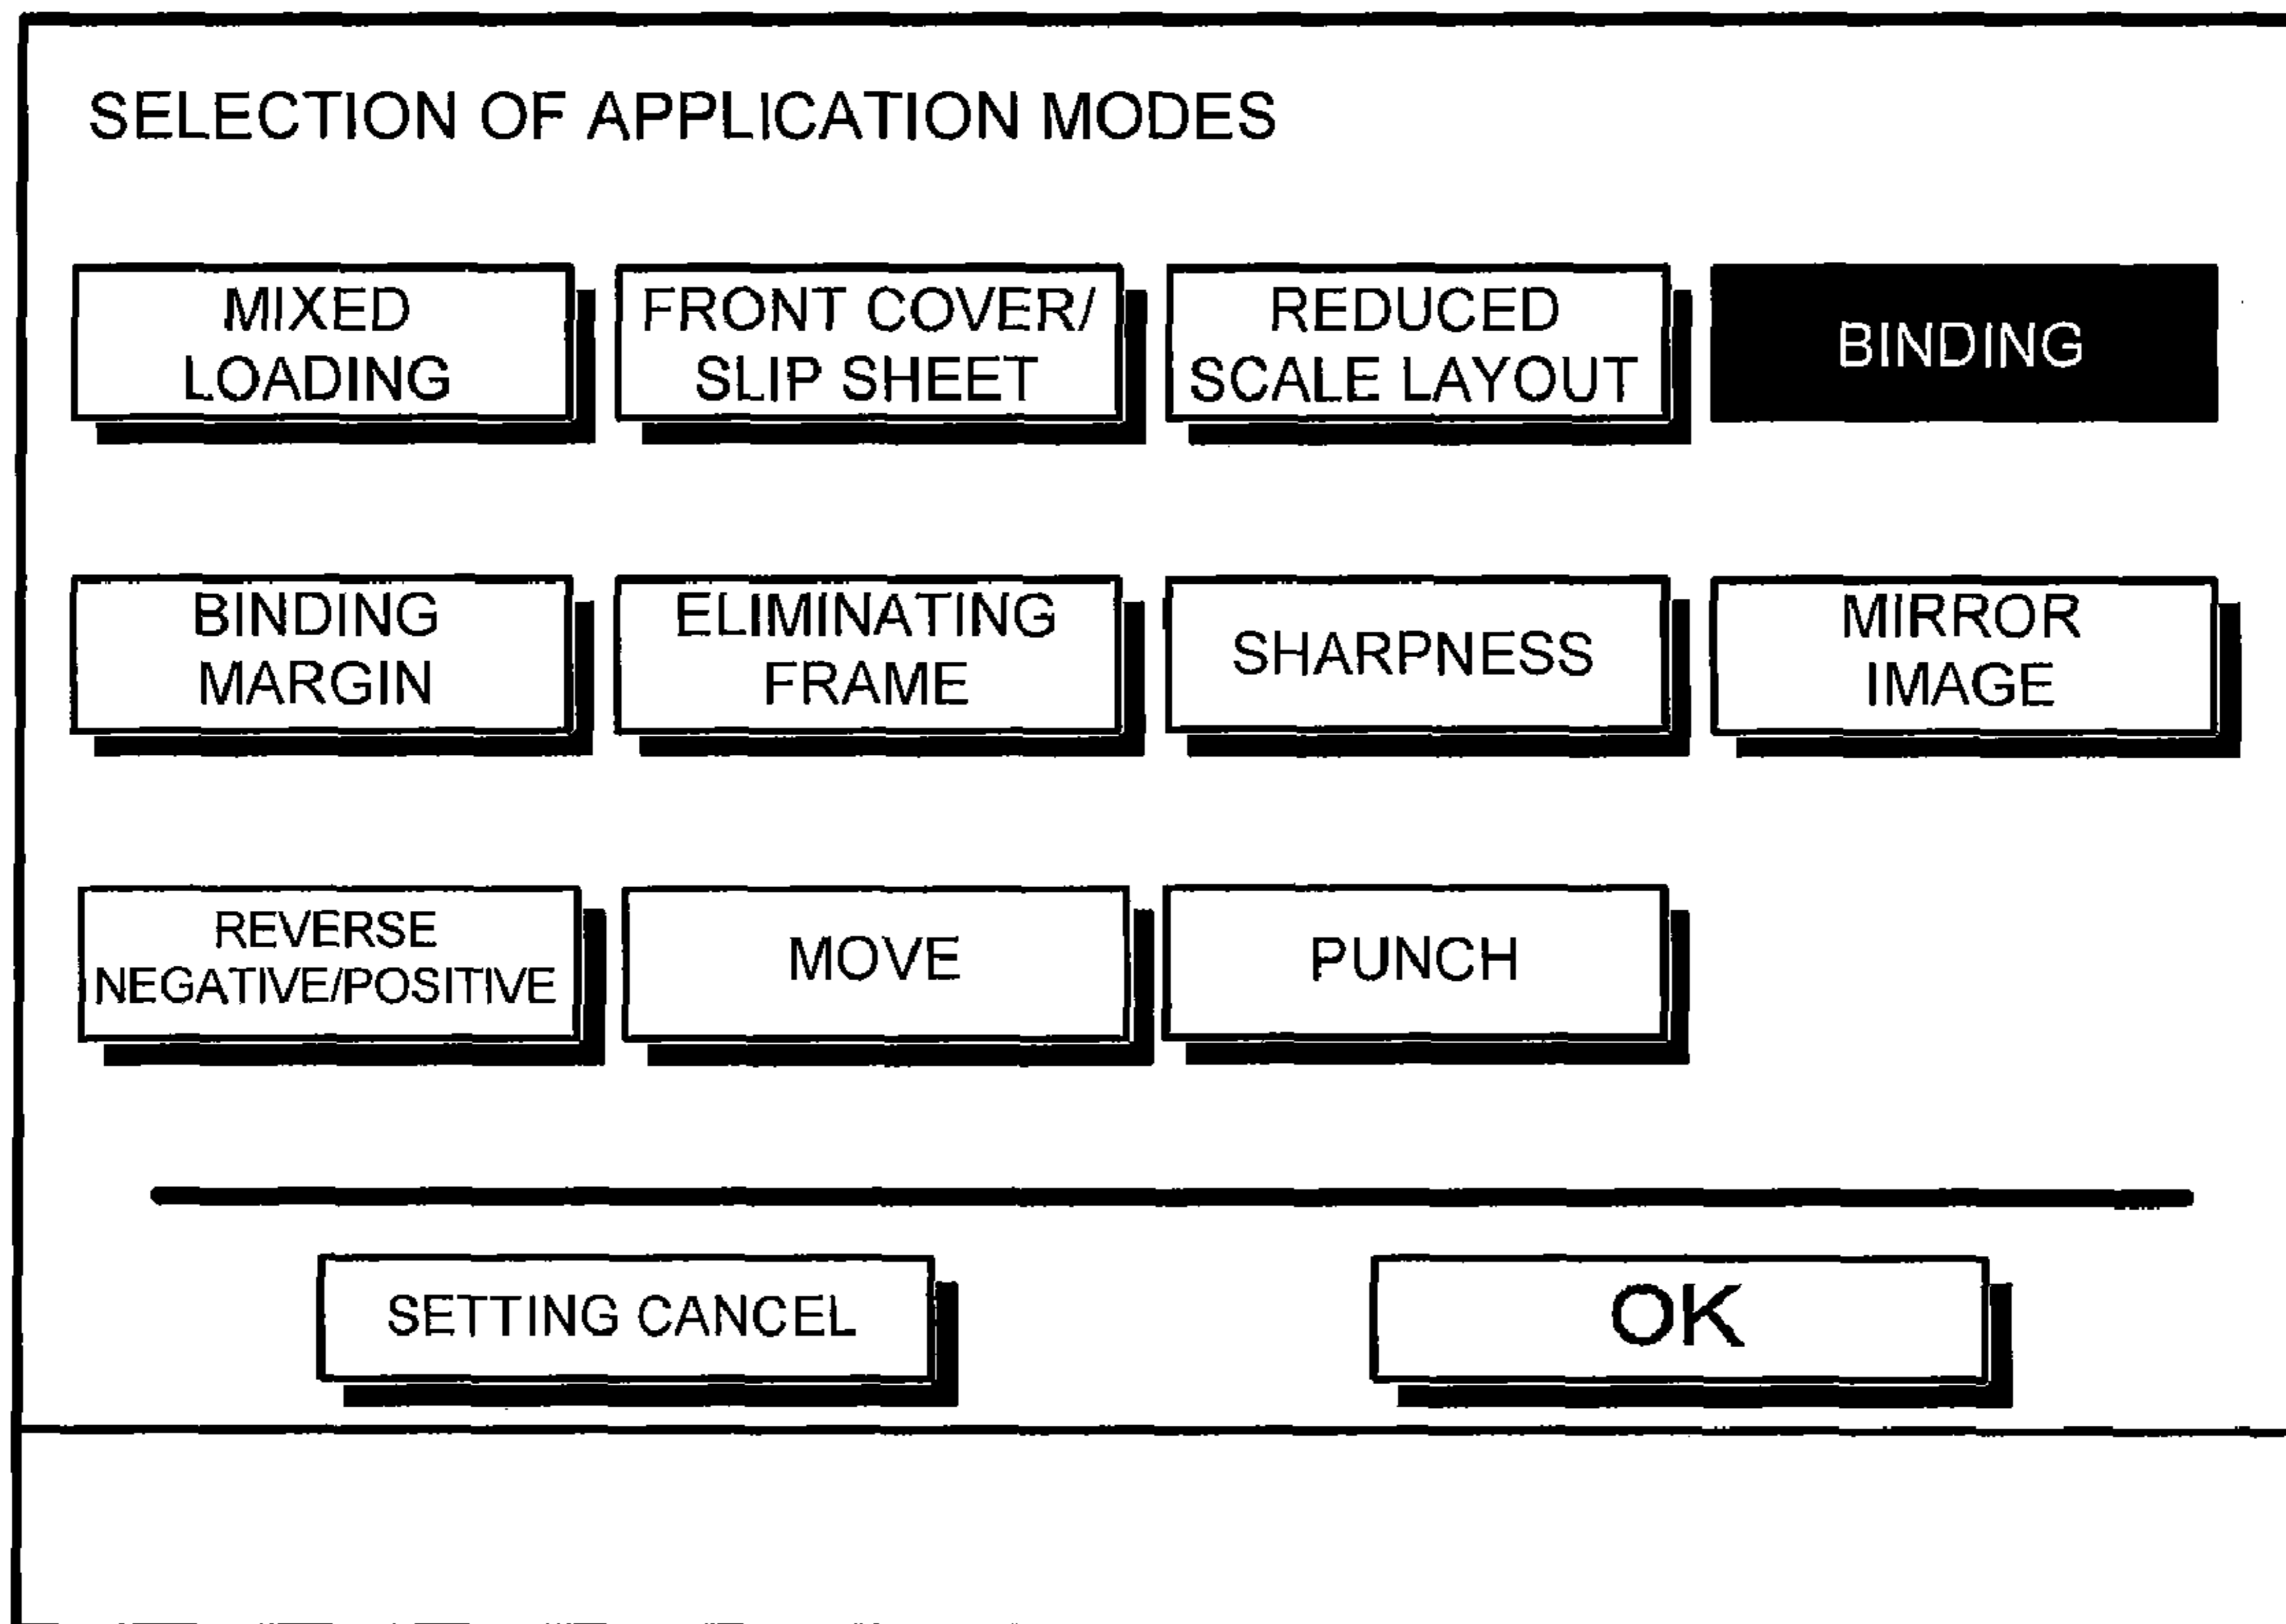 SELECTION OF APPLICATION MODES
MIXED
LOADING
FRONT COVER/
SLIP SHEET
REDUCED
SCALE LAYOUT
BINDING
BINDING
MARGIN
ELIMINATING
FRAME
SHARPNESS
MIRROR
IMAGE
REVERSE
NEGATIVE/POSITIVE
MOVE
PUNCH
SETTING CANCEL
OK